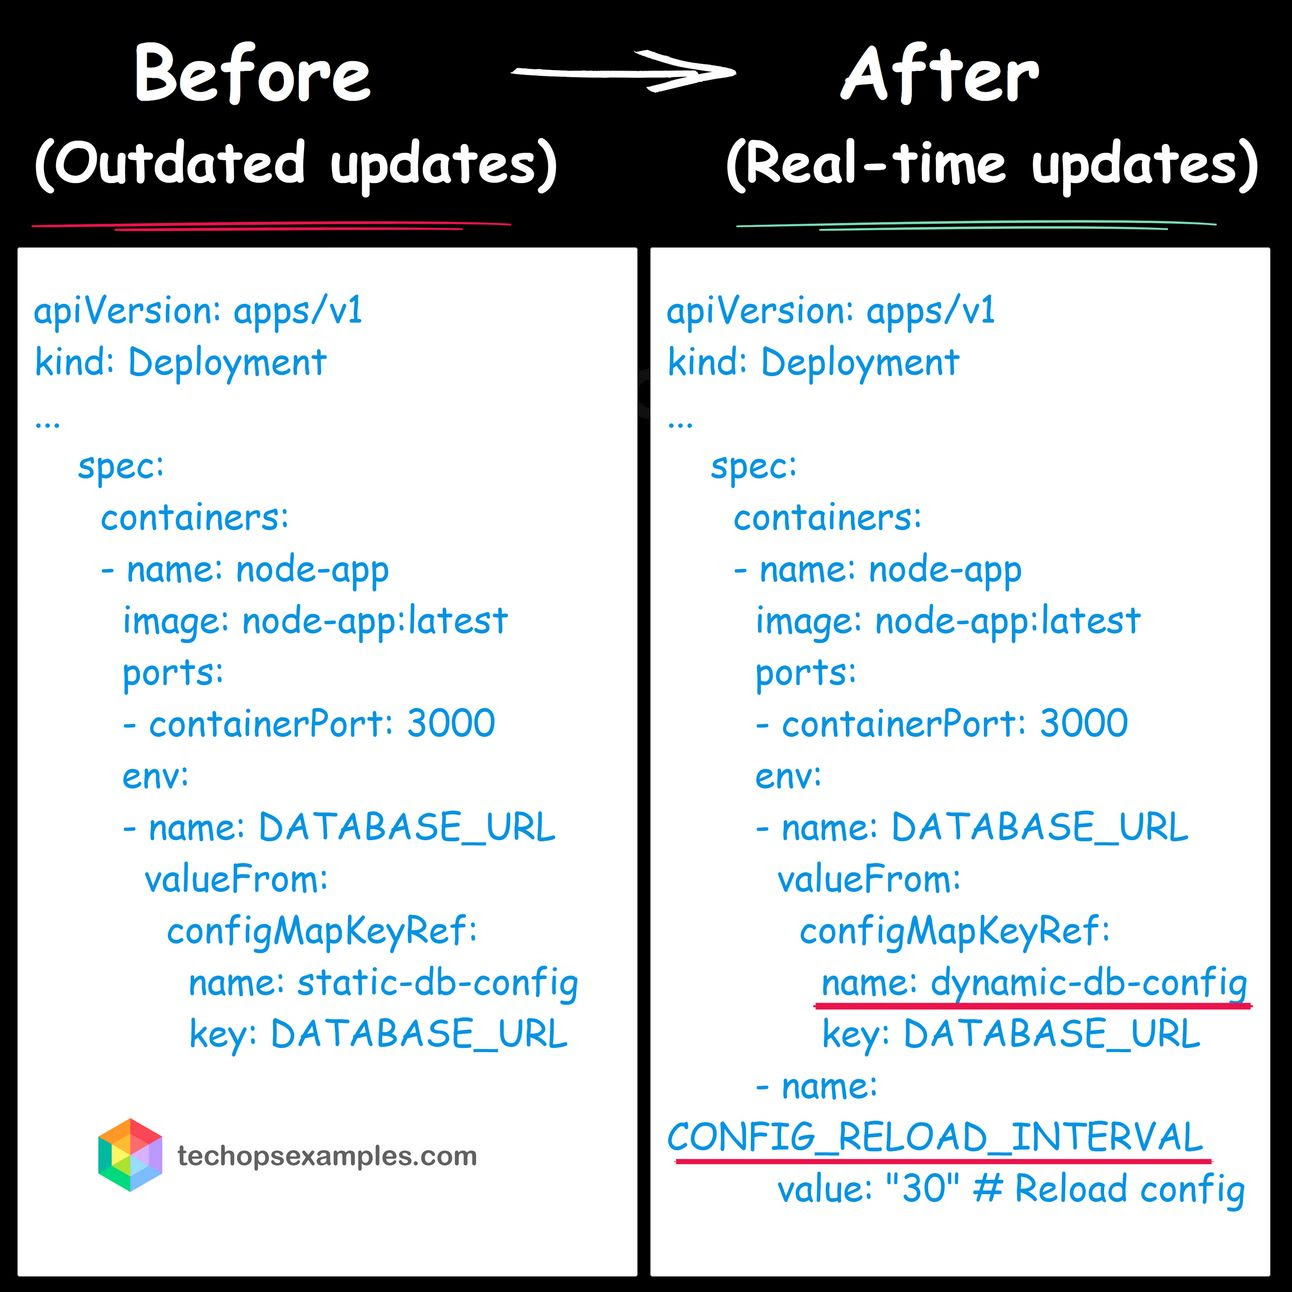 Before
After
(Outdated updates)
(Real-time updates)
apiVersion: apps/v1
kind: Deployment
...
spec:
containers:
- name: node-app
image: node-app:latest
ports:
- containerPort: 3000
env:
- name: DATABASE_URL
valueFrom:
configMapKeyRef:
name: static-db-config
key: DATABASE_URL
techopsexamples.com
apiVersion: apps/v1
kind: Deployment
...
spec:
containers:
- name: node-app
image: node-app:latest
ports:
- containerPort: 3000
env:
- name: DATABASE_URL
valueFrom:
configMapKeyRef:
name: dynamic-db-config
key: DATABASE_URL
- name:
CONFIG_RELOAD_INTERVAL
value: "30" # Reload config